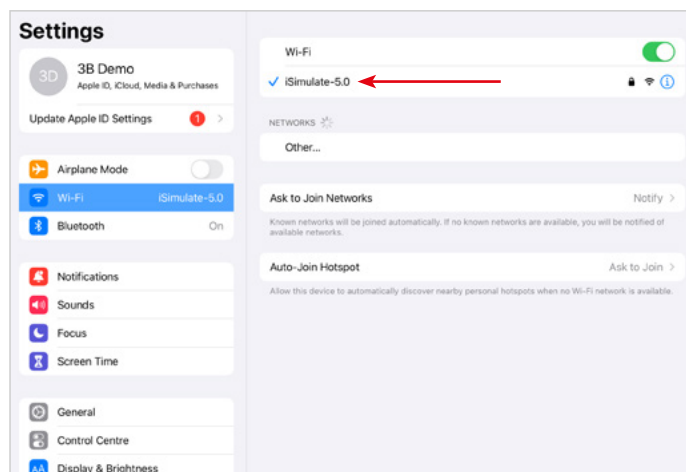 Settings
3D
3B Demo
Apple ID, iCloud, Media & Purchases
Update Apple ID Settings
1
Airplane Mode
Wi-Fi
iSimulate-5.0
Bluetooth
On
Notifications
Sounds
Focus
Screen Time
General
Control Centre
AA
Display & Brightness
Wi-Fi
iSimulate-5.0
NETWORKS
Other...
Ask to Join Networks
Notify
Known networks will be joined automatically. If no known networks are available, you will be notified of
available networks.
Auto-Join Hotspot
Ask to Join
Allow this device to automatically discover nearby personal hotspots when no Wi-Fi network is available.